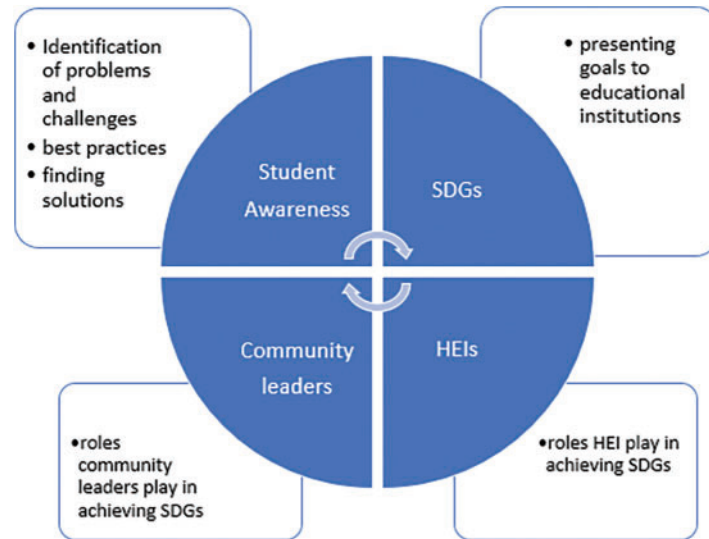 • Identification
of problems
and
challenges
• best practices
• finding
solutions
• presenting
goals to
educational
institutions
Student
Awareness
SDGs
Community
leaders
HEIs
•roles
community
leaders play in
achieving SDGs
•roles HEI play in
achieving SDGs